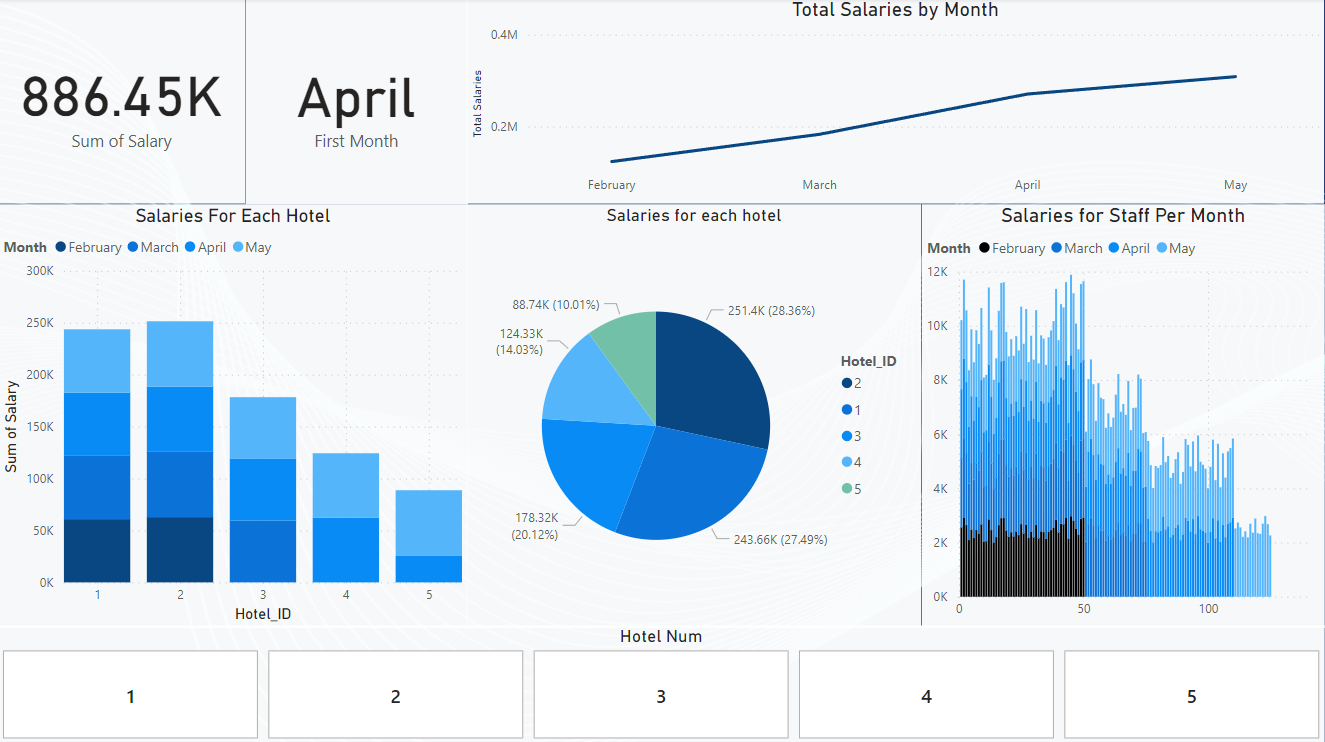 886.45K
Sum of Salary
April
First Month
Total Salaries by Month
Total Salaries
0.4M
0.2M
February March April May
Salaries For Each Hotel
Month February March April May
Sum of Salary
300K
250K
200K
150K
100K
50K
0K
1 2 3 4 5
Hotel_ID
Salaries for each hotel
88.74K (10.01%)
251.4K (28.36%)
124.33K
(14.03%)
178.32K
(20.12%)
243.66K (27.49%)
Hotel_ID
2
1
3
4
5
Salaries for Staff Per Month
Month February March April May
12K
10K
8K
6K
4K
2K
0K
0 50 100
Hotel Num
1 2 3 4 5